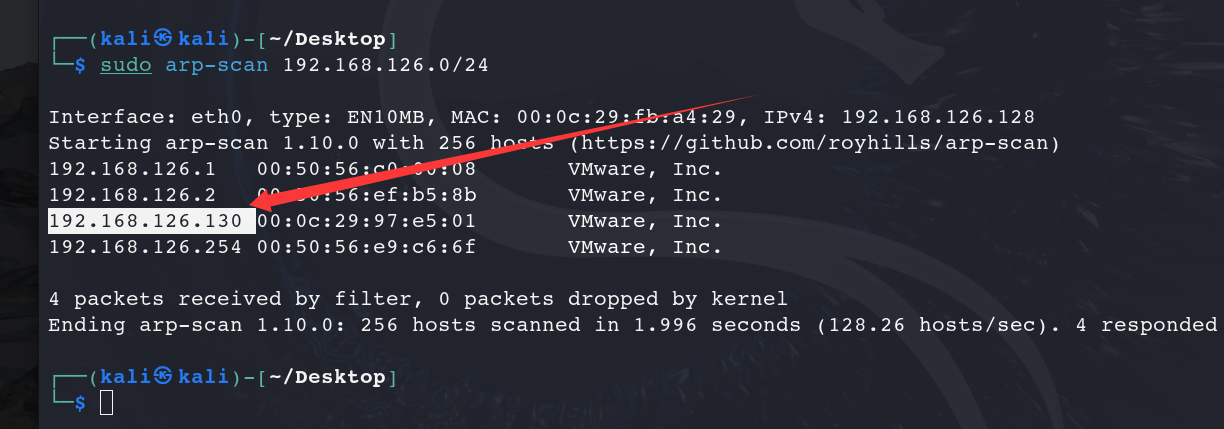 ┌──(kali㉿kali)-[~/Desktop]
└─$ sudo arp-scan 192.168.126.0/24
Interface: eth0, type: EN10MB, MAC: 00:0c:29:fb:a4:29, IPv4: 192.168.126.128
Starting arp-scan 1.10.0 with 256 hosts (https://github.com/royhills/arp-scan)
192.168.126.1 00:50:56:c0:00:08 VMware, Inc.
192.168.126.2 00:50:56:ef:b5:8b VMware, Inc.
192.168.126.130 00:0c:29:97:e5:01 VMware, Inc.
192.168.126.254 00:50:56:e9:c6:6f VMware, Inc.
4 packets received by filter, 0 packets dropped by kernel
Ending arp-scan 1.10.0: 256 hosts scanned in 1.996 seconds (128.26 hosts/sec). 4 responded
┌──(kali㉿kali)-[~/Desktop]
└─$